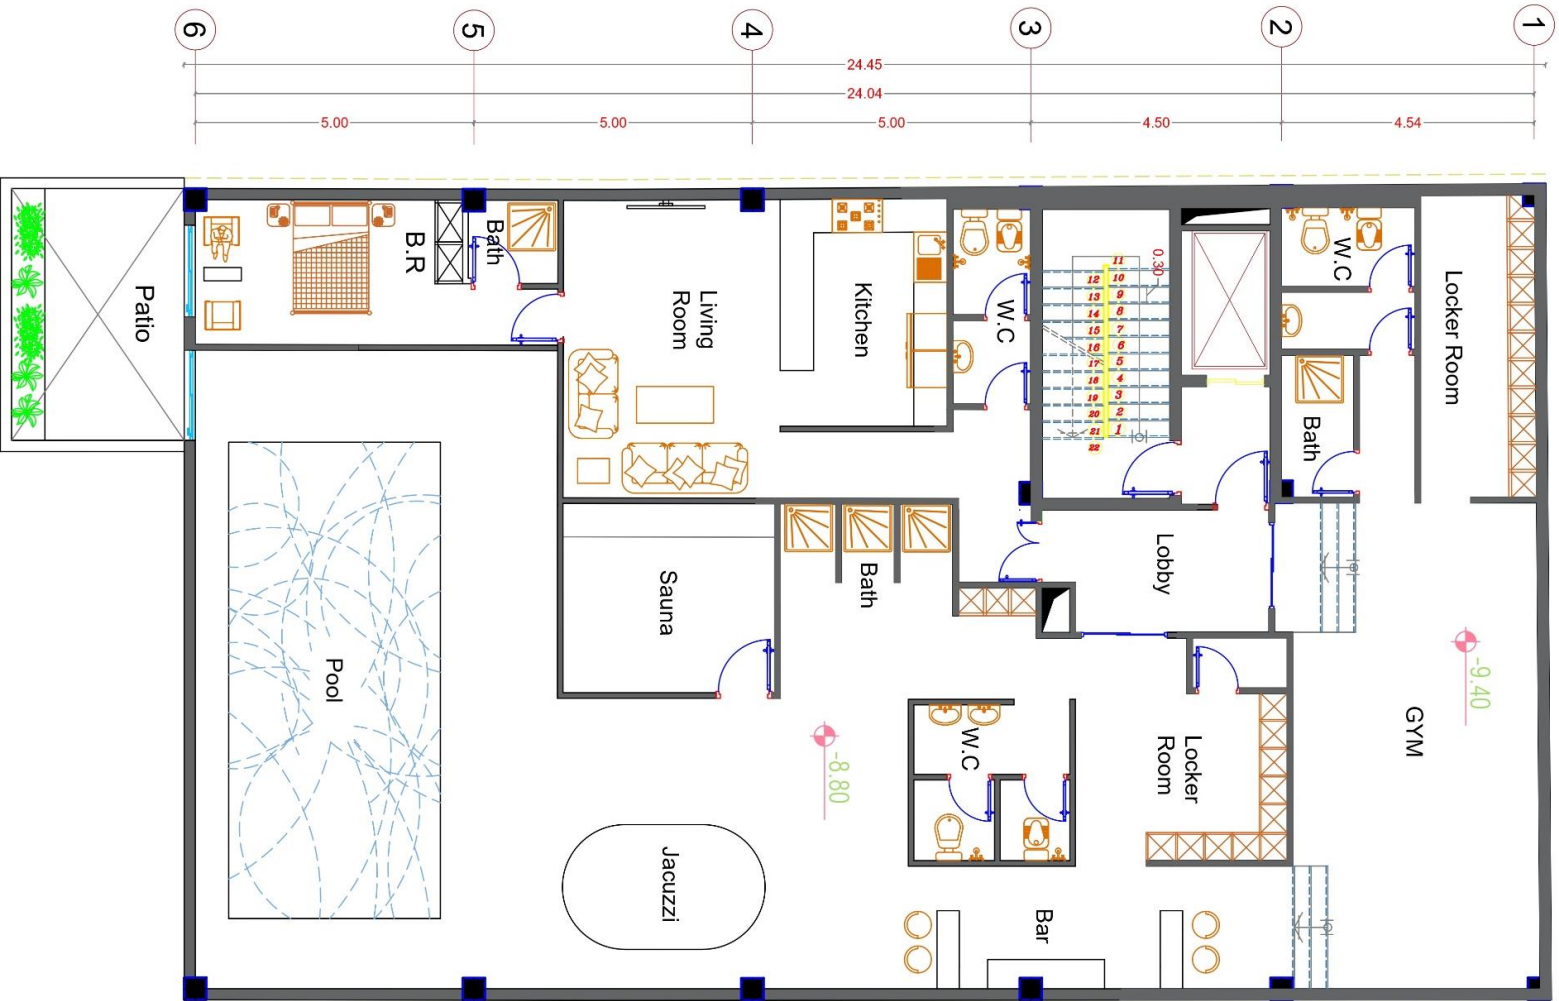 6
5
4
3
2
1
24.45
24.04
5.00
5.00
5.00
4.50
4.54
Patio
B.R
Bath
Living
Room
Kitchen
W.C
0.30
11
12
10
13
9
14
8
15
7
16
6
17
5
18
4
19
3
20
2
21
1
22
W.C
Locker Room
Bath
Lobby
Sauna
Bath
Pool
-9.40
GYM
-8.80
W.C
Locker
Room
Jacuzzi
Bar